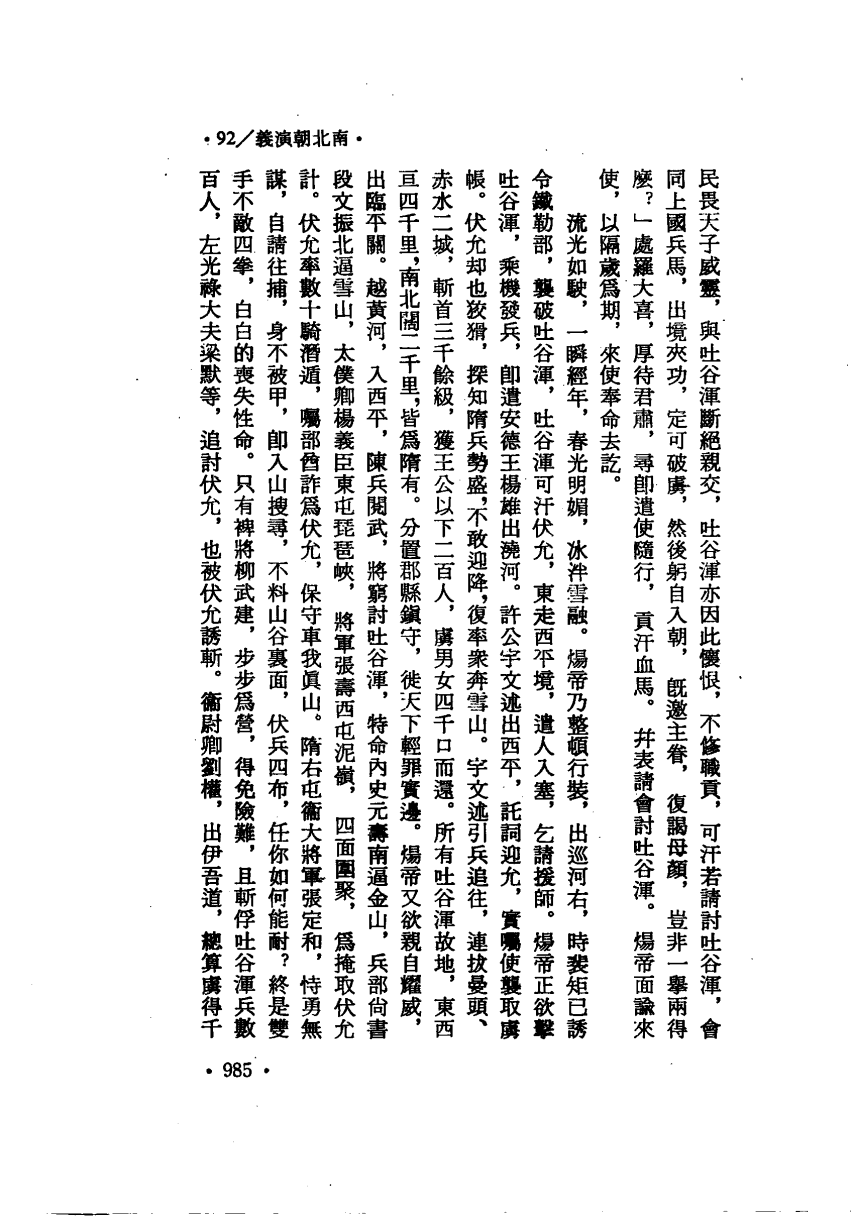 •92／義演朝北南•
民畏天子威靈，與吐谷渾斷絕親交，吐谷渾亦因此懷恨，不修職貢，可汗若請討吐谷渾，會
同上國兵馬，出境夾功，定可破虜，然後躬自入朝，旣邀主眷，復謁母顏，豈非一舉兩得
麼？」處羅大喜，厚待君肅，尋卽遣使隨行，貢汗血馬。幷表請會討吐谷渾。煬帝面諭來
使，以隔歲爲期，來使奉命去訖。
流光如駛，一瞬經年，春光明媚，冰泮雪融。煬帝乃整頓行裝，出巡河右，時裴矩已誘
令鐵勒部，襲破吐谷渾，吐谷渾可汗伏允，東走西平境，遣人入塞，乞請援師。煬帝正欲擊
吐谷渾，乘機發兵，卽遣安德王楊雄出澆河。許公宇文述出西平，託詞迎允，實囑使襲取虜
帳。伏允却也狡猾，探知隋兵勢盛，不敢迎降，復率衆奔雪山。宇文述引兵追往，連拔曼頭、
赤水二城，斬首三千餘級，獲王公以下二百人，虜男女四千口而還。所有吐谷渾故地，東西
亘四千里，南北闊二千里，皆爲隋有。分置郡縣鎭守，徙天下輕罪實邊。煬帝又欲親自耀威，
出臨平關。越黃河，入西平，陳兵閱武，將窮討吐谷渾，特命內史元壽南逼金山，兵部尙書
段文振北逼雪山，太僕卿楊義臣東屯琵琶峽，將軍張壽西屯泥嶺，四面圍聚，爲掩取伏允
計。伏允率數十騎潛遁，囑部酋詐爲伏允，保守車我眞山。隋右屯衞大將軍張定和，恃勇無
謀，自請往捕，身不被甲，卽入山搜尋，不料山谷裏面，伏兵四布，任你如何能耐？終是雙
手不敵四拳，白白的喪失性命。只有裨將柳武建，步步爲營，得免險難，且斬俘吐谷渾兵數
百人，左光祿大夫梁默等，追討伏允，也被伏允誘斬。衞尉卿劉權，出伊吾道，總算虜得千
•985•